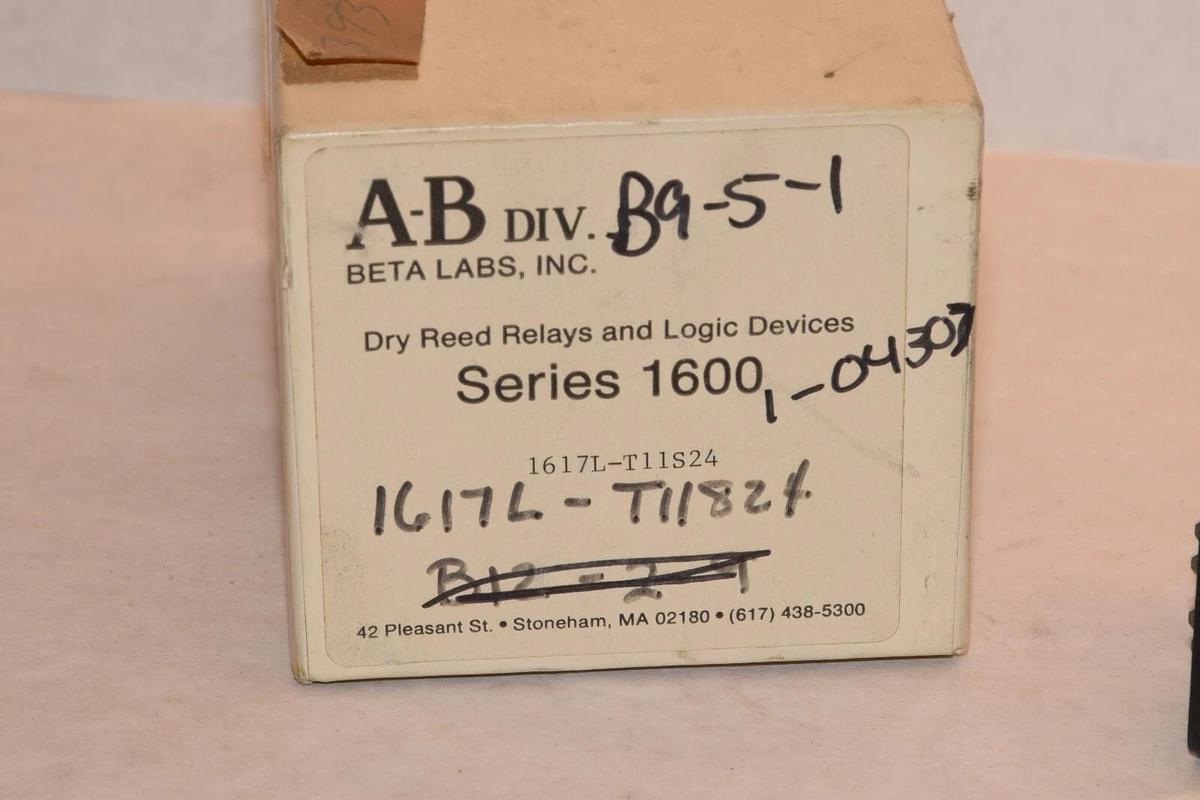 393
A-B DIV. B9-5-1
BETA LABS, INC.
Dry Reed Relays and Logic Devices
Series 1600
1-04307
1617L-T11S24
1617L-T11824
B12-2-1
42 Pleasant St. • Stoneham, MA 02180 • (617) 438-5300